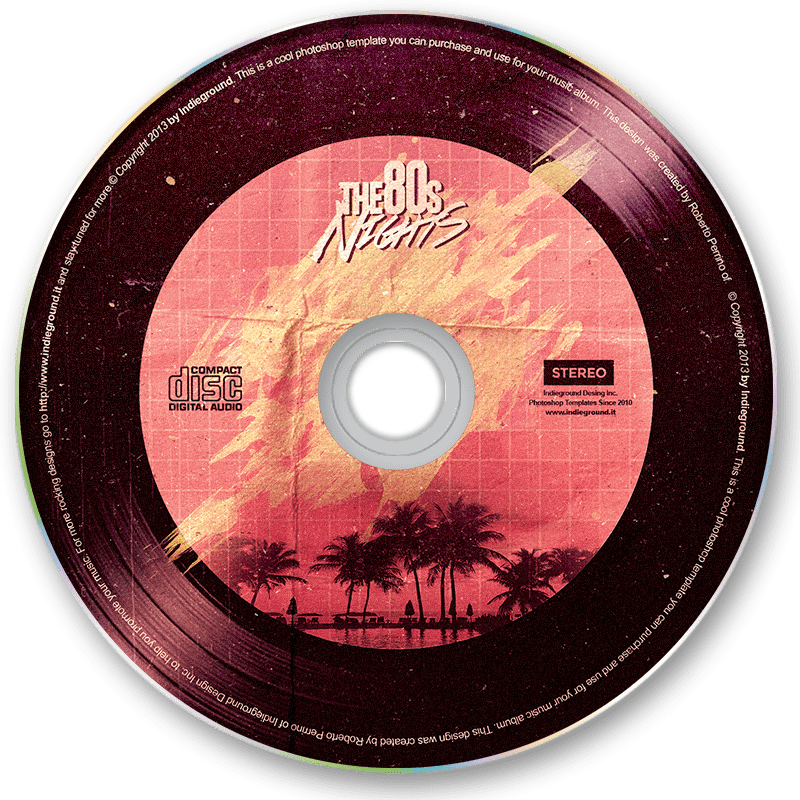 THE 80s
NIGHTS
COMPACT
disc
DIGITAL AUDIO
STEREO
Indieground Desing Inc.
Photoshop Templates Since 2010
www.indieground.it
© Copyright 2013 by Indieground. This is a cool photoshop template you can purchase and use for your music album. This design was created by Roberto Perrino of
© Copyright 2013 by Indieground. This is a cool photoshop template you can purchase and use for your music album. This design was created by Roberto Perrino of Indieground Design Inc. to help you promote your music. For more rocking designs go to http://www.indieground.it and stay tuned for more